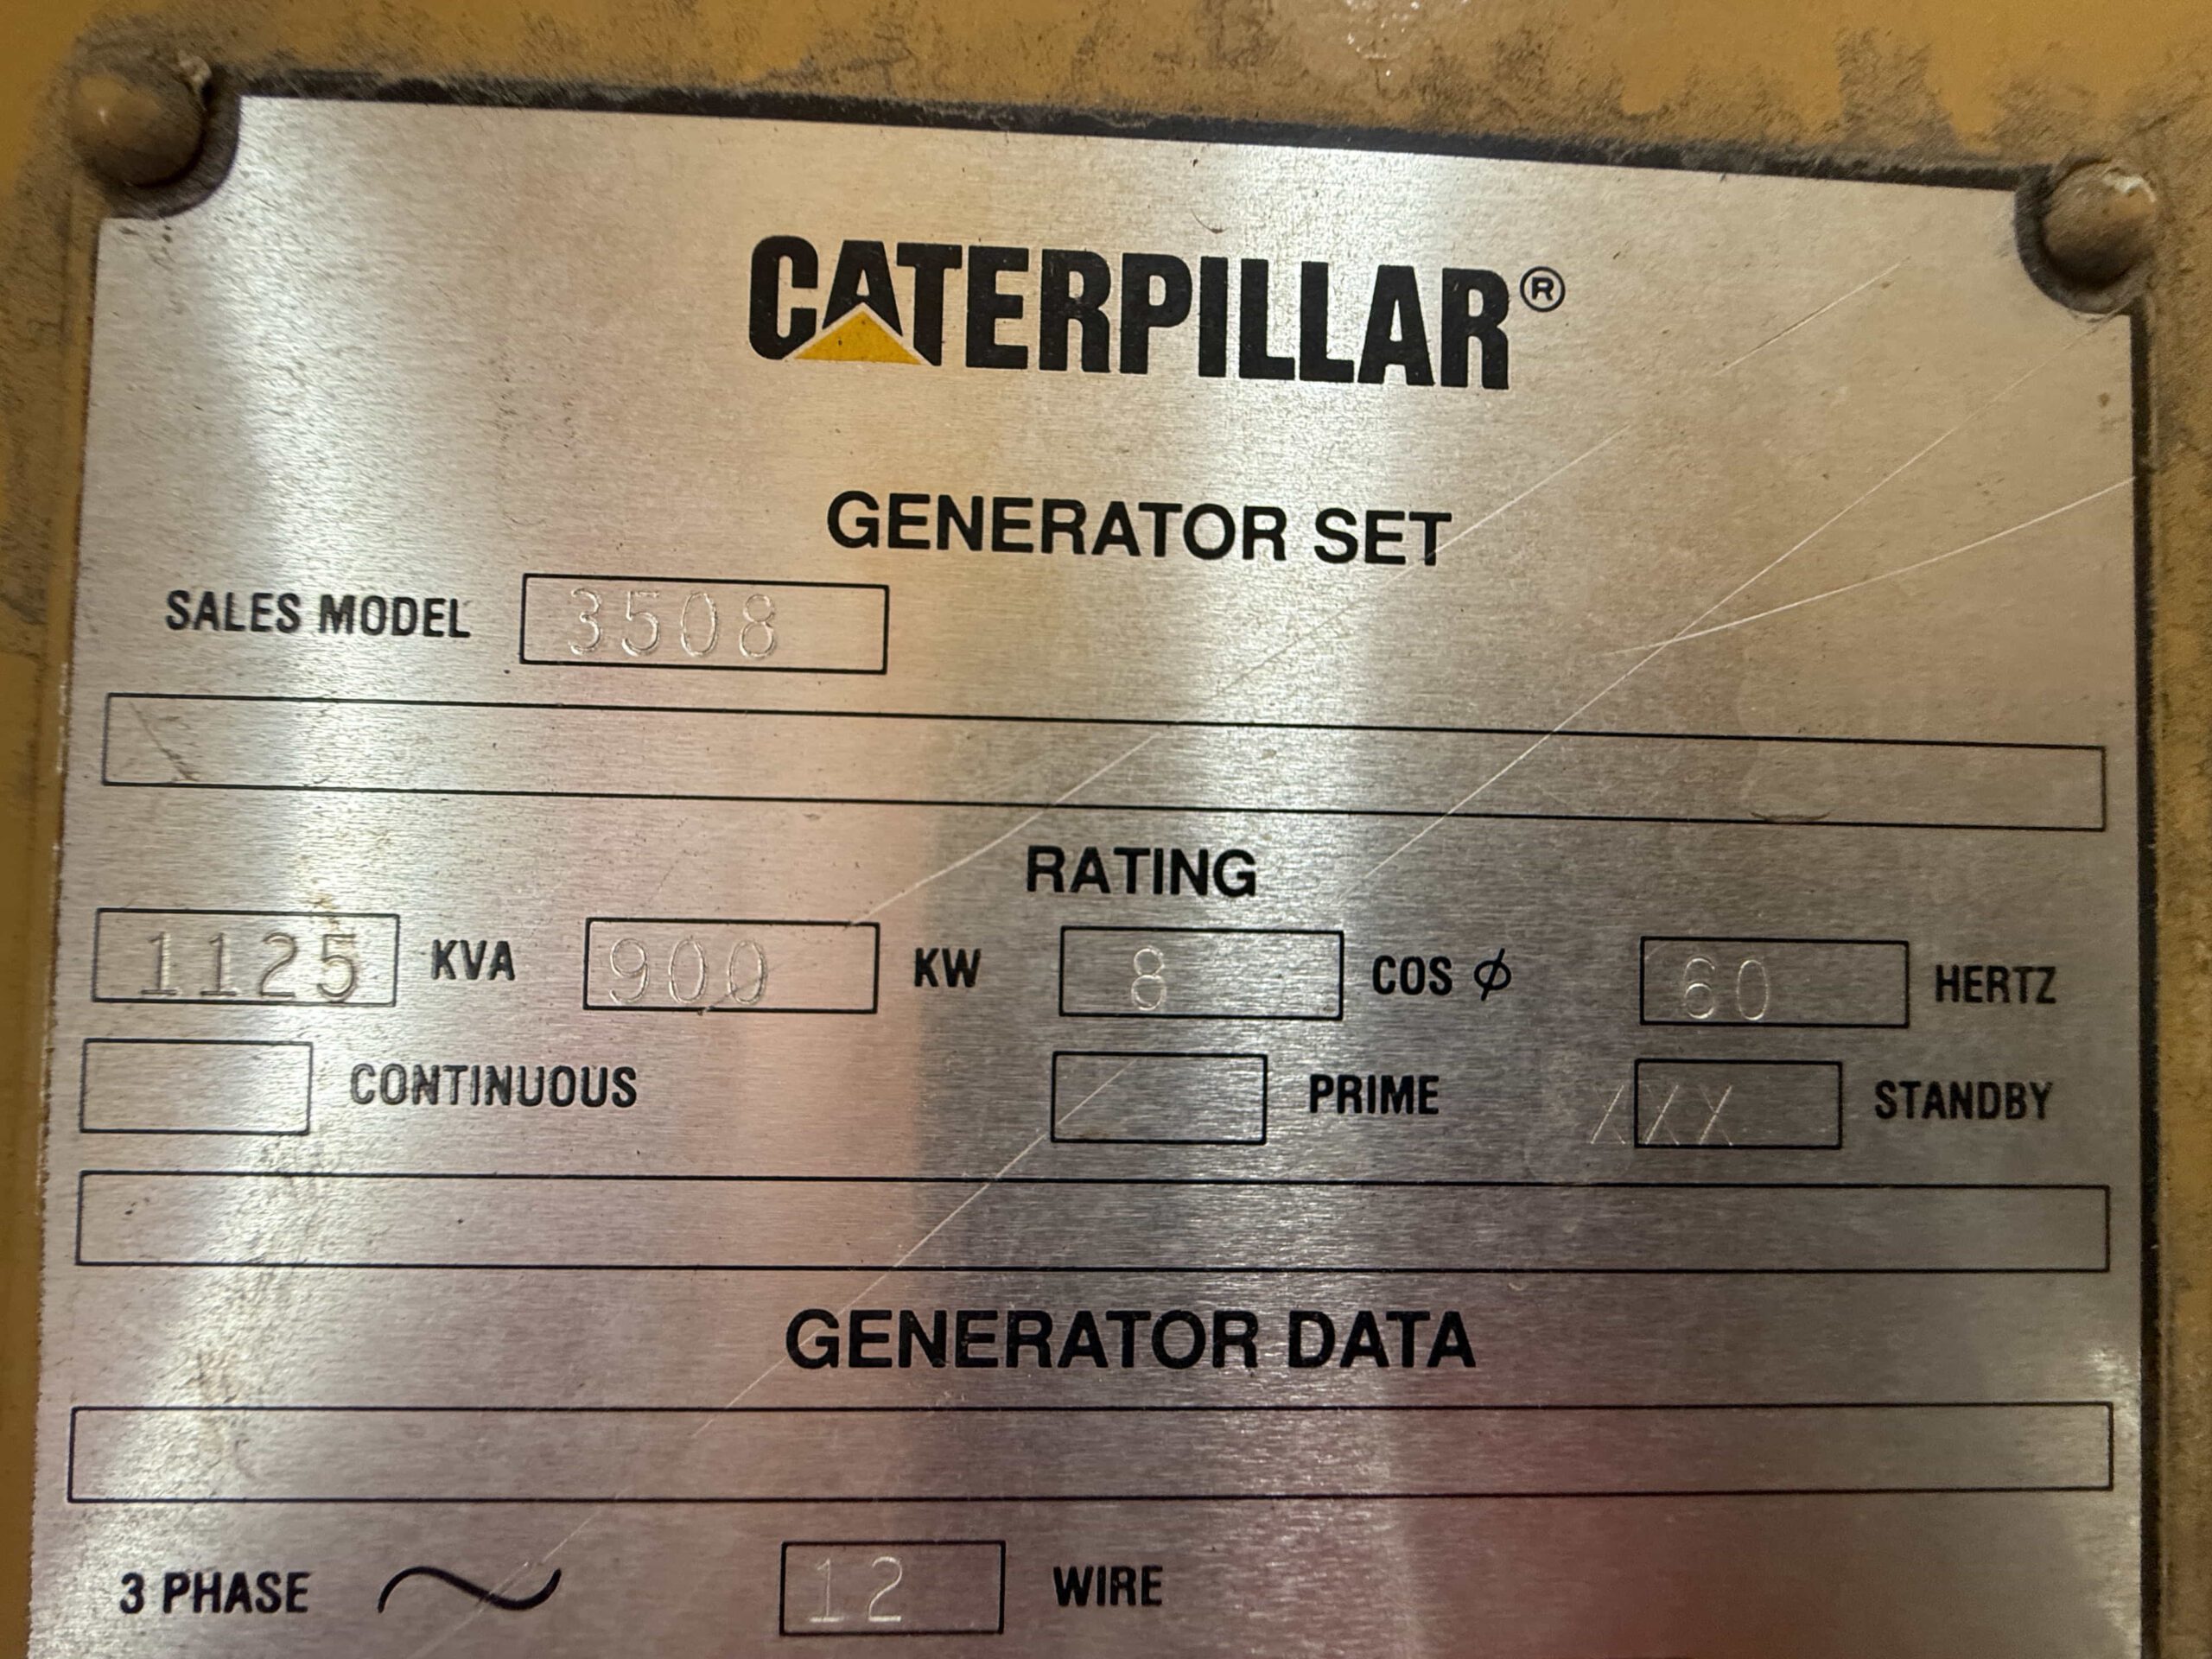 CATERPILLAR®
GENERATOR SET
SALES MODEL 3508
RATING
1125 KVA 900 KW 8 COS ϕ 60 HERTZ
CONTINUOUS PRIME XXX STANDBY
GENERATOR DATA
3 PHASE ~ 12 WIRE